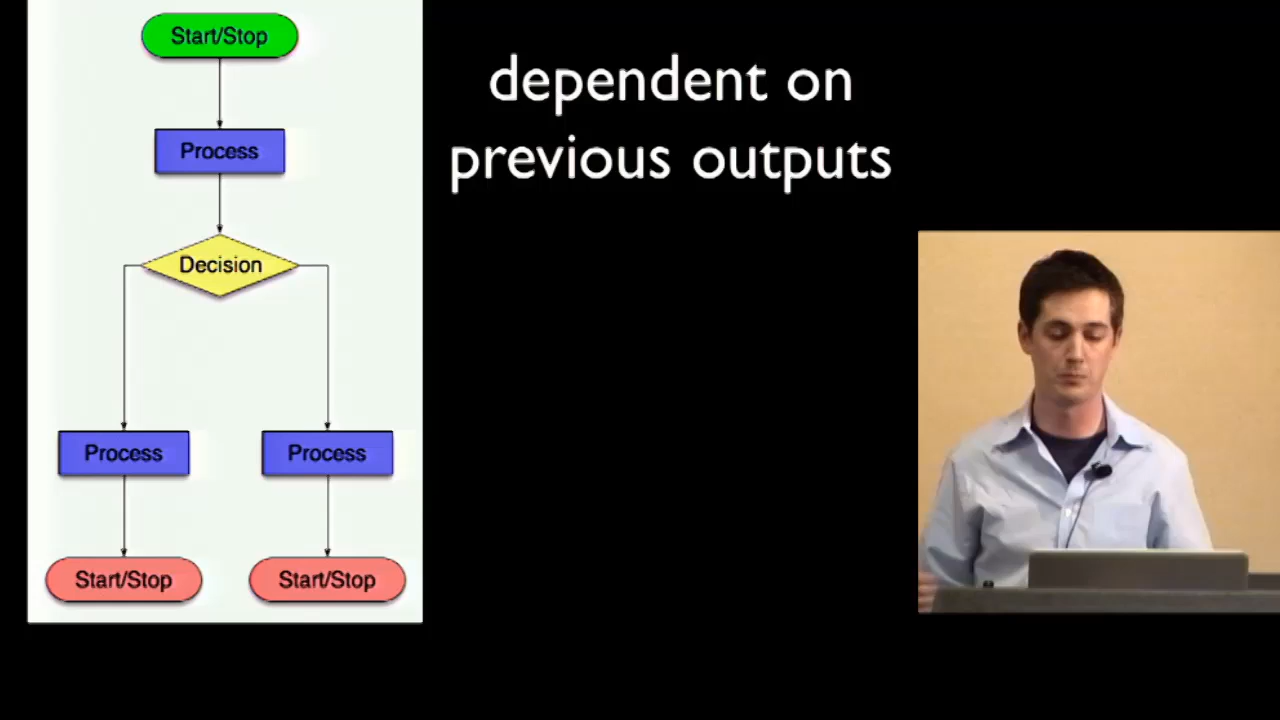 Start/Stop
Process
Decision
Process
Process
Start/Stop
Start/Stop
dependent on
previous outputs